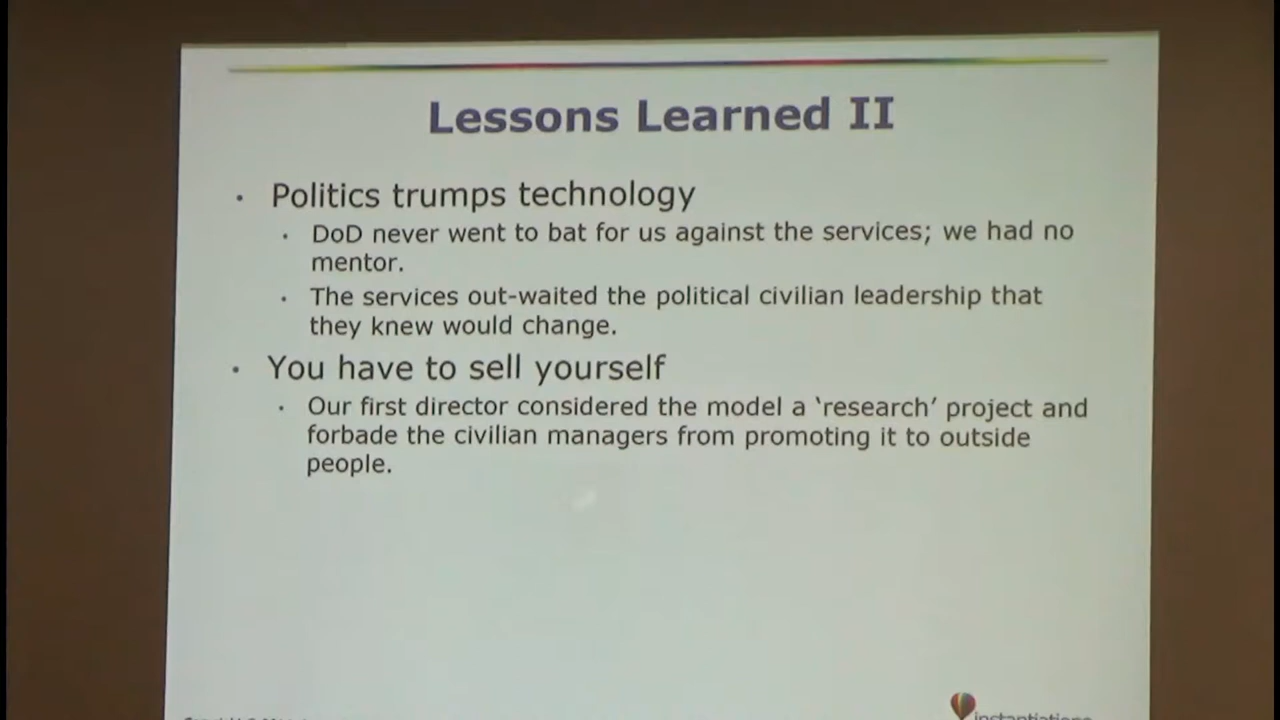 Lessons Learned II
• Politics trumps technology
• DoD never went to bat for us against the services; we had no
mentor.
• The services out-waited the political civilian leadership that
they knew would change.
• You have to sell yourself
• Our first director considered the model a ‘research’ project and
forbade the civilian managers from promoting it to outside
people.
instantiations